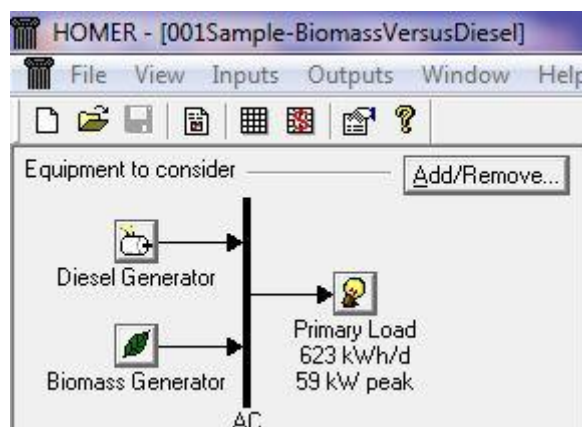 HOMER - [001Sample-BiomassVersusDiesel]
File View Inputs Outputs Window Help
Equipment to consider
Add/Remove...
Diesel Generator
Primary Load
623 kWh/d
59 kW peak
Biomass Generator
AC